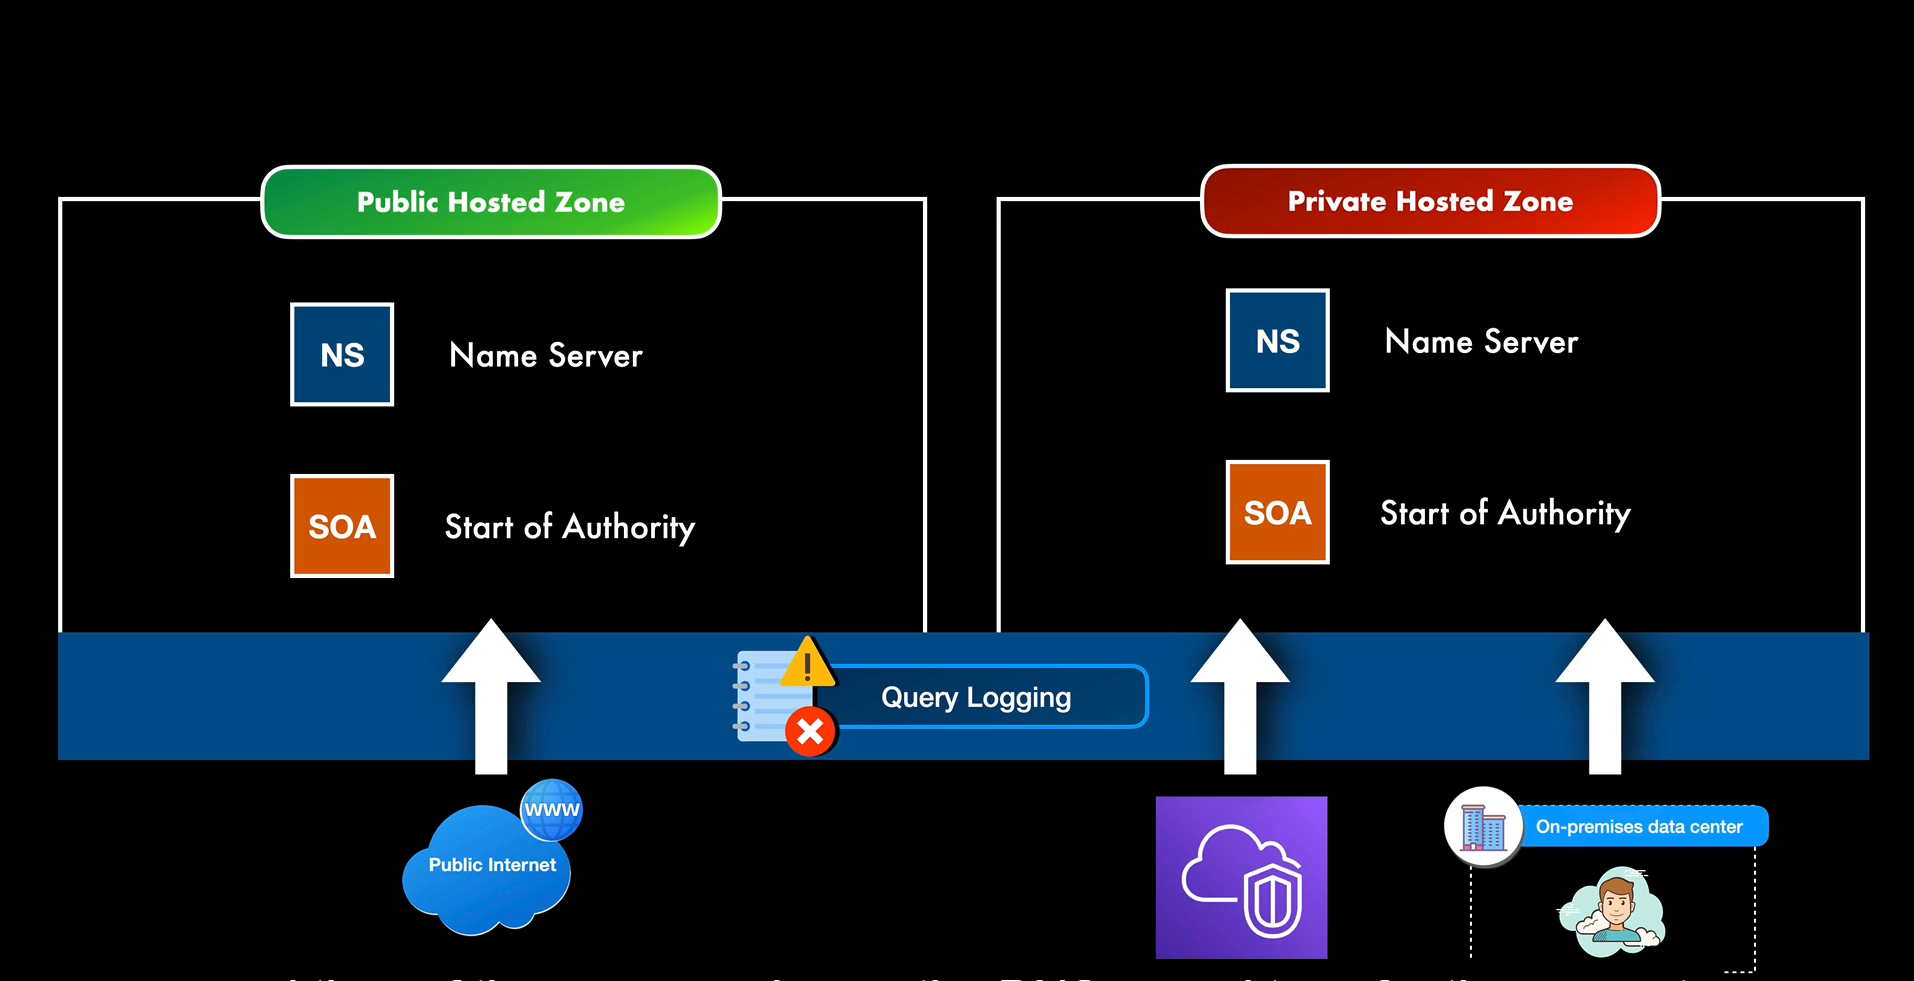 Public Hosted Zone
NS
Name Server
SOA
Start of Authority
Private Hosted Zone
NS
Name Server
SOA
Start of Authority
Query Logging
WWW
Public Internet
On-premises data center